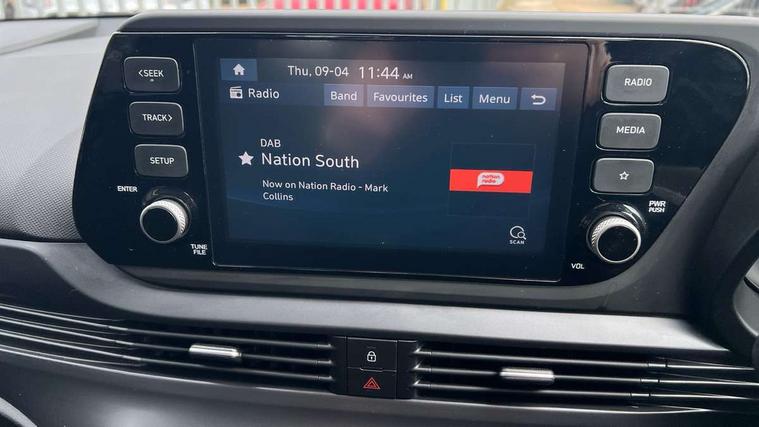 <SEEK
TRACK>
SETUP
ENTER
TUNE
FILE
Thu, 09-04 11:44 AM
Radio Band Favourites List Menu
DAB
Nation South
Now on Nation Radio - Mark
Collins
nation
radio
SCAN
RADIO
MEDIA
PWR
PUSH
VOL